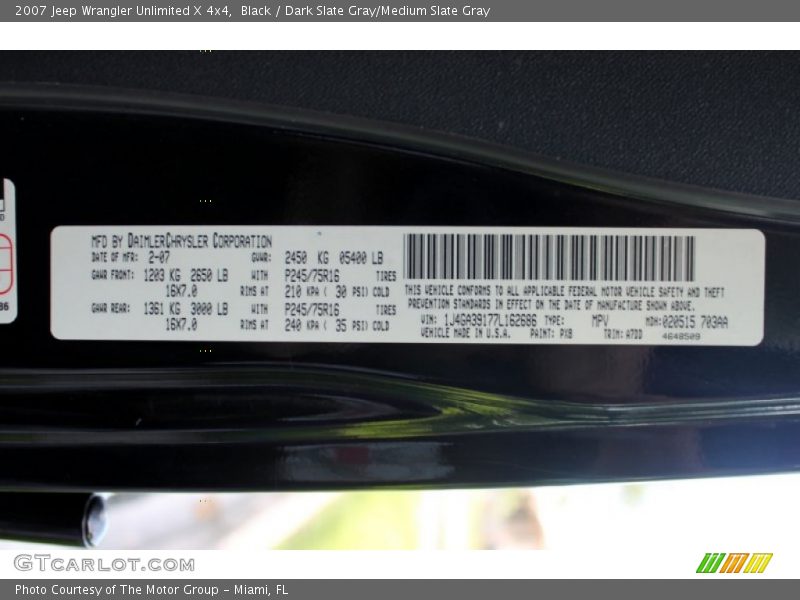 2007 Jeep Wrangler Unlimited X 4x4,  Black / Dark Slate Gray/Medium Slate Gray
MFD BY DAIMLERCHRYSLER CORPORATION
DATE OF MFR: 2-07 GVWR: 2450 KG 05400 LB
GAWR FRONT: 1203 KG 2650 LB WITH P245/75R16 TIRES
16X7.0 RIMS AT 210 KPA ( 30 PSI) COLD
GAWR REAR: 1361 KG 3000 LB WITH P245/75R16 TIRES
16X7.0 RIMS AT 240 KPA ( 35 PSI) COLD
THIS VEHICLE CONFORMS TO ALL APPLICABLE FEDERAL MOTOR VEHICLE SAFETY AND THEFT
PREVENTION STANDARDS IN EFFECT ON THE DATE OF MANUFACTURE SHOWN ABOVE.
VIN: 1J4GA39177L162686 TYPE: MPV MDH:020515 703AA
VEHICLE MADE IN U.S.A. PAINT: PX8 TRIM: A7DD 4648509
GTCARLOT.COM
Photo Courtesy of The Motor Group - Miami, FL